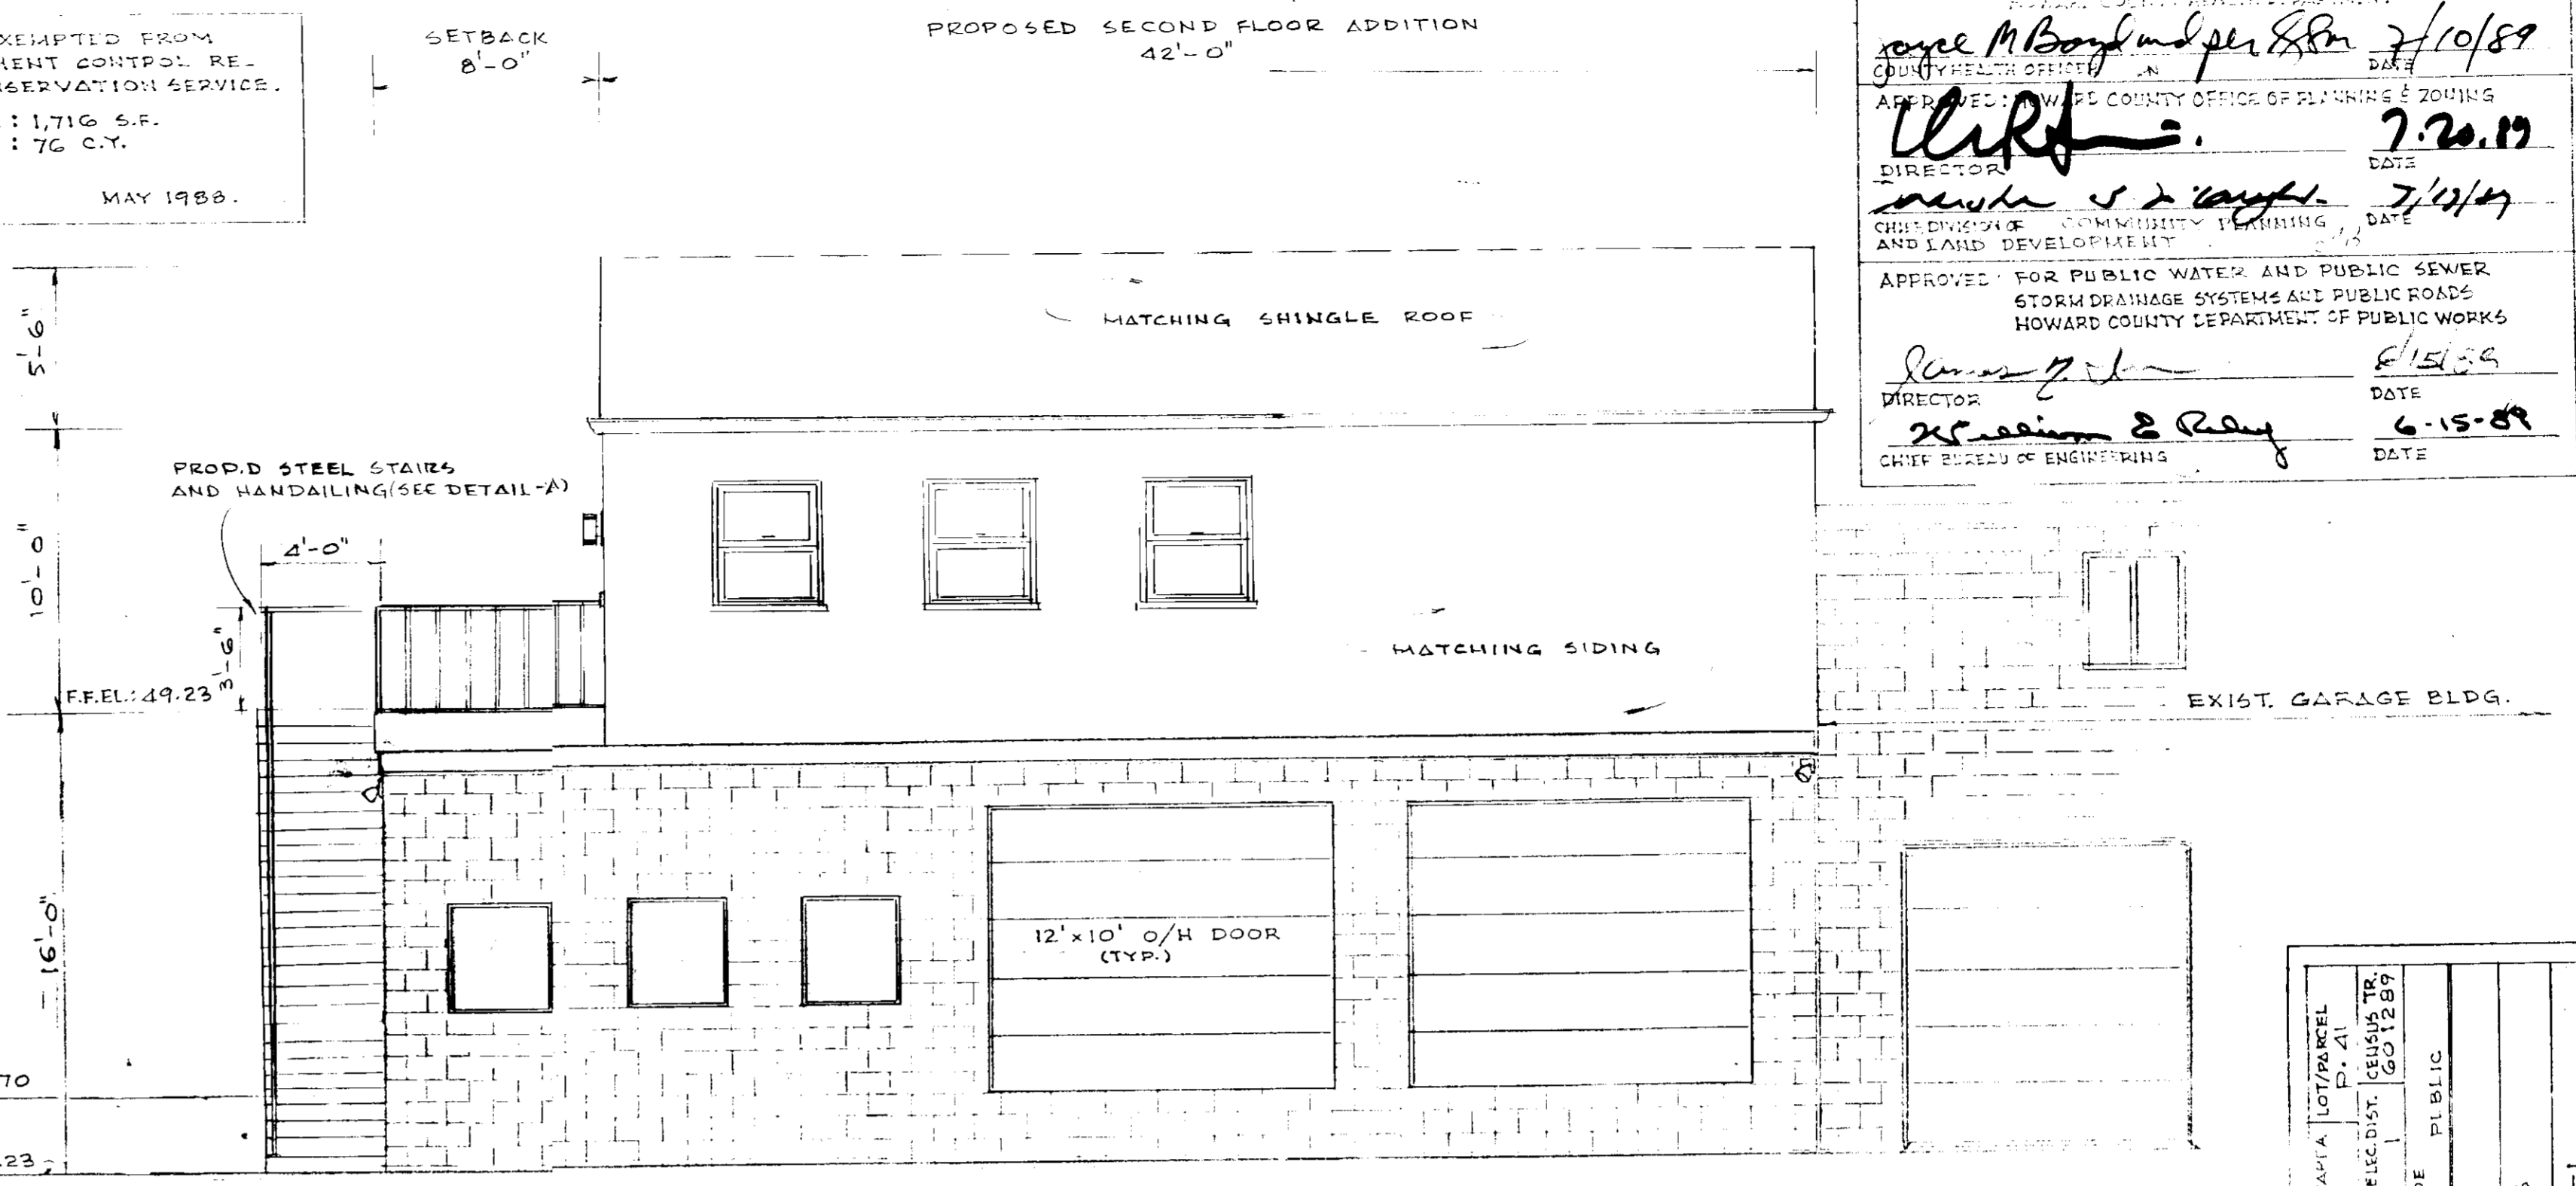 XEMPTED FROM
MENT CONTROL RE-
SERVATION SERVICE.
: 1,716 S.F.
: 76 C.Y.
MAY 1988.
SETBACK
8'-0"
PROPOSED SECOND FLOOR ADDITION
42'-0"
7/10/89
COUNTY HEALTH OFFICER
DATE
APPROVED: HOWARD COUNTY OFFICE OF PLANNING & ZONING
7.20.89
DIRECTOR
DATE
CHIEF DIVISION OF COMMUNITY PLANNING
DATE
AND LAND DEVELOPMENT
APPROVED: FOR PUBLIC WATER AND PUBLIC SEWER
STORM DRAINAGE SYSTEMS AND PUBLIC ROADS
HOWARD COUNTY DEPARTMENT OF PUBLIC WORKS
DIRECTOR
DATE
William E Riley
6-15-89
CHIEF BUREAU OF ENGINEERING
DATE
5'-6"
MATCHING SHINGLE ROOF
PROP.D STEEL STAIRS
AND HANDAILING(SEE DETAIL-A)
10'-0"
4'-0"
3'-6"
F.F.EL.: 49.23
MATCHING SIDING
EXIST. GARAGE BLDG.
16'-0"
12'x10' O/H DOOR
(TYP.)
70
.23
LOT/PARCEL
P. 41
ELEC. DIST.
1
CENSUS TR.
601289
PUBLIC